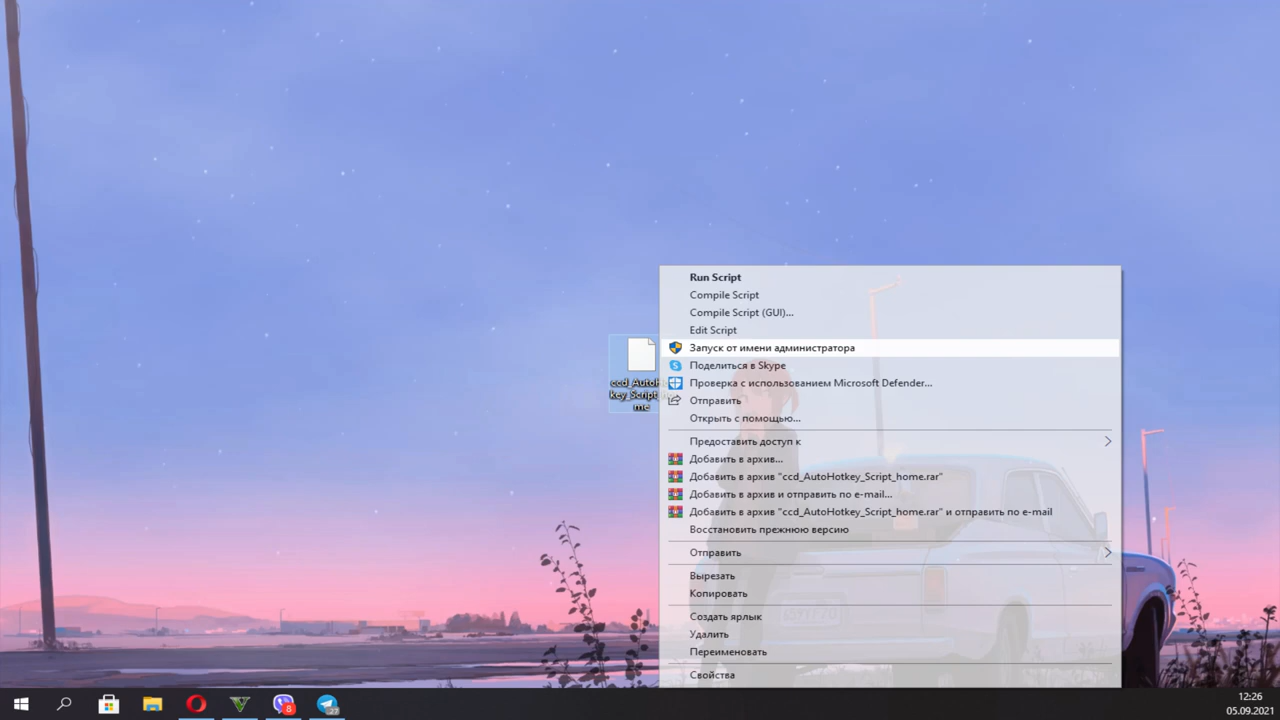 Run Script
Compile Script
Compile Script (GUI)...
Edit Script
Запуск от имени администратора
Поделиться в Skype
Проверка с использованием Microsoft Defender...
Отправить
Открыть с помощью...
Предоставить доступ к
Добавить в архив...
Добавить в архив "ccd_AutoHotkey_Script_home.rar"
Добавить в архив и отправить по e-mail...
Добавить в архив "ccd_AutoHotkey_Script_home.rar" и отправить по e-mail
Восстановить прежнюю версию
Отправить
Вырезать
Копировать
Создать ярлык
Удалить
Переименовать
Свойства
8
12:26
05.09.2021